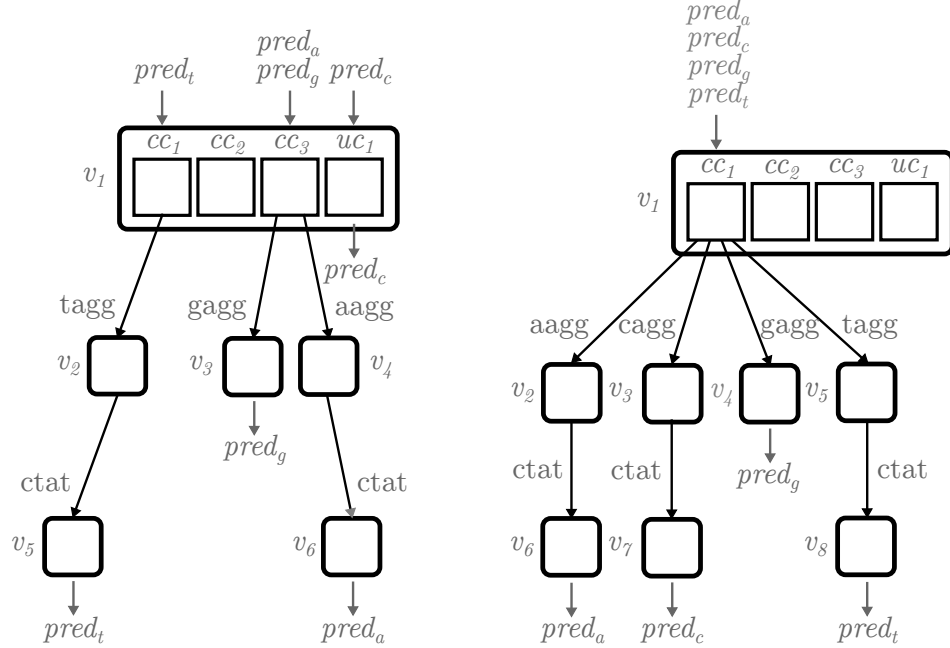 pred_a
pred_t pred_g pred_c
cc_1 cc_2 cc_3 uc_1
v_1
pred_c
tagg gagg aagg
v_2 v_3 v_4
pred_g
ctat ctat
v_5 v_6
pred_t pred_a
pred_a
pred_c
pred_g
pred_t
cc_1 cc_2 cc_3 uc_1
v_1
aagg cagg gagg tagg
v_2 v_3 v_4 v_5
ctat ctat pred_g ctat
v_6 v_7 v_8
pred_a pred_c pred_t